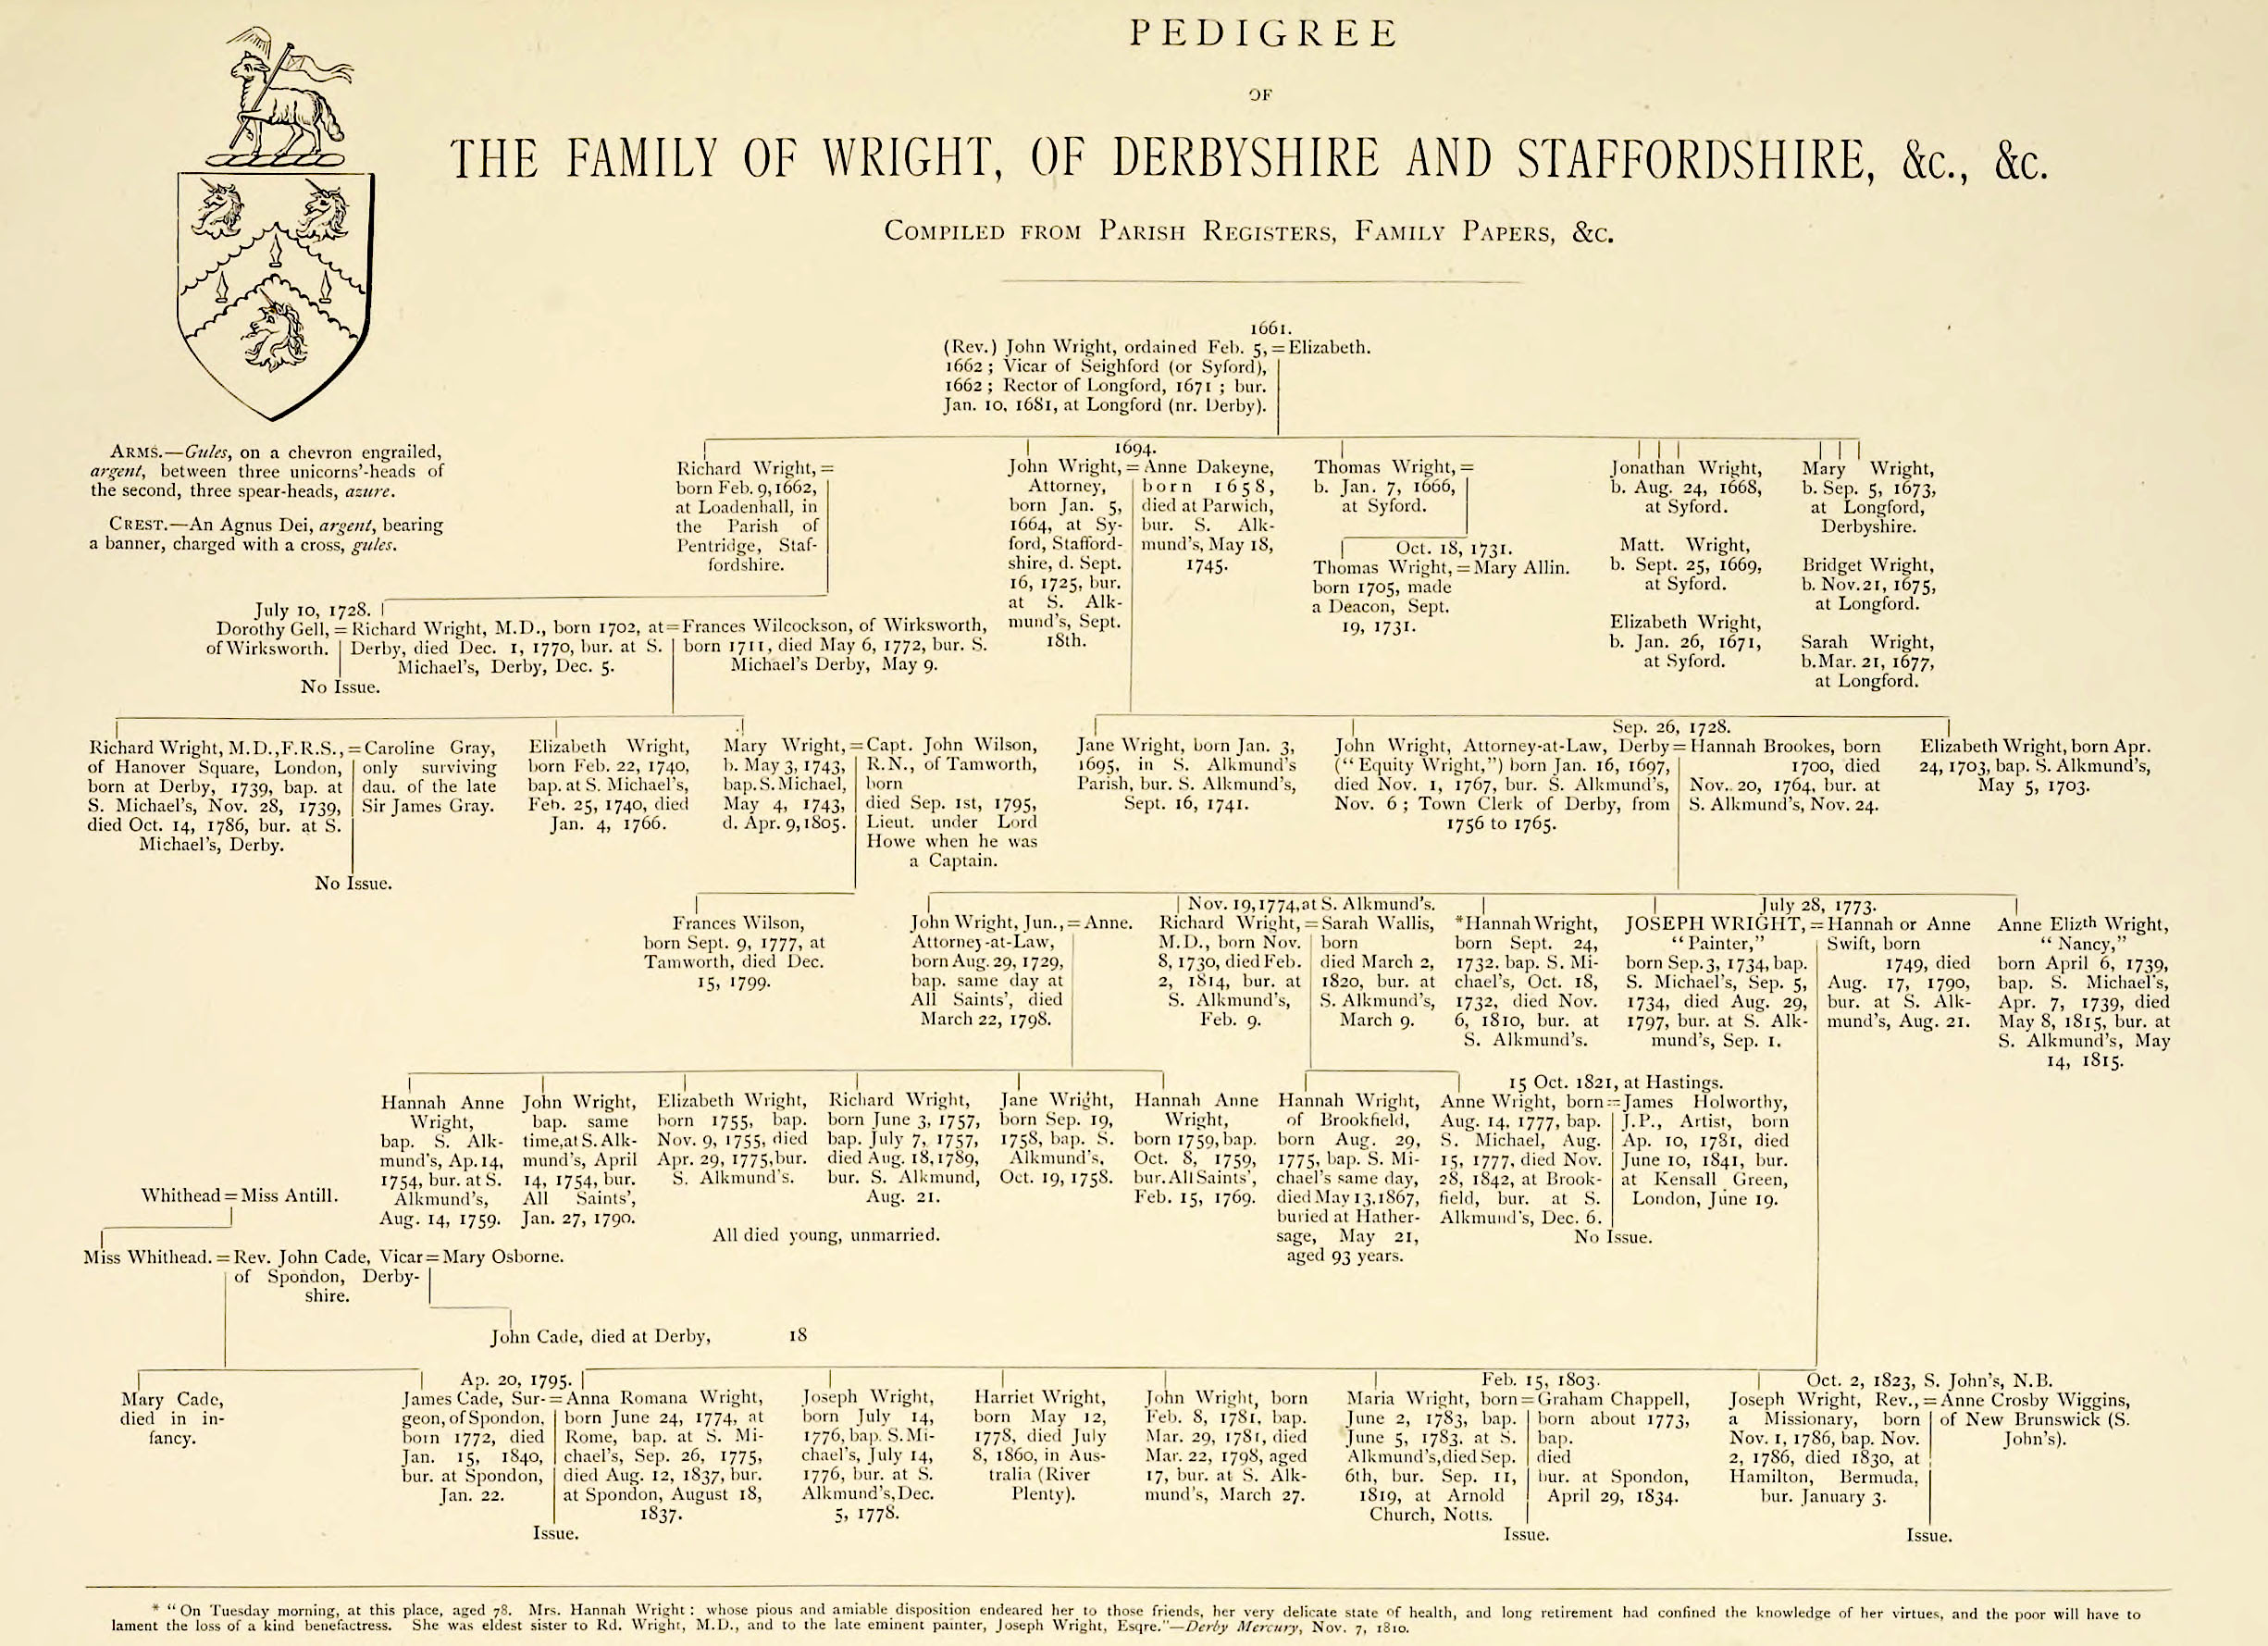 PEDIGREE
OF
THE FAMILY OF WRIGHT, OF DERBYSHIRE AND STAFFORDSHIRE, &c., &c.
COMPILED FROM PARISH REGISTERS, FAMILY PAPERS, &c.
ARMS.—Gules, on a chevron engrailed,
argent, between three unicorns'-heads of
the second, three spear-heads, azure.
CREST.—An Agnus Dei, argent, bearing
a banner, charged with a cross, gules.
1661.
(Rev.) John Wright, ordained Feb. 5, = Elizabeth.
1662 ; Vicar of Seighford (or Syford),
1662 ; Rector of Longford, 1671 ; bur.
Jan. 10, 1681, at Longford (nr. Derby).
Richard Wright, =
born Feb. 9, 1662,
at Loadenhall, in
the Parish of
Pentridge, Staf-
fordshire.
1694.
John Wright, = Anne Dakeyne,
Attorney,
born Jan. 5,
1664, at Sy-
ford, Stafford-
shire, d. Sept.
16, 1725, bur.
at S. Alk-
mund's, Sept.
18th.
born 1658,
died at Parwich,
bur. S. Alk-
mund's, May 18,
1745.
Thomas Wright, =
b. Jan. 7, 1666,
at Syford.
Oct. 18, 1731.
Thomas Wright, = Mary Allin.
born 1705, made
a Deacon, Sept.
19, 1731.
Jonathan Wright,
b. Aug. 24, 1668,
at Syford.
Matt. Wright,
b. Sept. 25, 1669,
at Syford.
Elizabeth Wright,
b. Jan. 26, 1671,
at Syford.
Mary Wright,
b. Sep. 5, 1673,
at Longford,
Derbyshire.
Bridget Wright,
b. Nov. 21, 1675,
at Longford.
Sarah Wright,
b. Mar. 21, 1677,
at Longford.
July 10, 1728.
Dorothy Gell, = Richard Wright, M.D., born 1702, at = Frances Wilcockson, of Wirksworth,
of Wirksworth. Derby, died Dec. 1, 1770, bur. at S. born 1711, died May 6, 1772, bur. S.
Michael's, Derby, Dec. 5. Michael's Derby, May 9.
No Issue.
Richard Wright, M.D., F.R.S., = Caroline Gray,
of Hanover Square, London, only surviving
born at Derby, 1739, bap. at dau. of the late
S. Michael's, Nov. 28, 1739, Sir James Gray.
died Oct. 14, 1786, bur. at S.
Michael's, Derby.
No Issue.
Elizabeth Wright,
born Feb. 22, 1740,
bap. at S. Michael's,
Feb. 25, 1740, died
Jan. 4, 1766.
Mary Wright, = Capt. John Wilson,
b. May 3, 1743, R.N., of Tamworth,
bap. S. Michael, born
May 4, 1743, died Sep. 1st, 1795,
d. Apr. 9, 1805. Lieut. under Lord
Howe when he was
a Captain.
Jane Wright, born Jan. 3,
1695, in S. Alkmund's
Parish, bur. S. Alkmund's,
Sept. 16, 1741.
Sep. 26, 1728.
John Wright, Attorney-at-Law, Derby = Hannah Brookes, born
("Equity Wright,") born Jan. 16, 1697, 1700, died
died Nov. 1, 1767, bur. S. Alkmund's, Nov. 20, 1764, bur. at
Nov. 6 ; Town Clerk of Derby, from S. Alkmund's, Nov. 24.
1756 to 1765.
Elizabeth Wright, born Apr.
24, 1703, bap. S. Alkmund's,
May 5, 1703.
Frances Wilson,
born Sept. 9, 1777, at
Tamworth, died Dec.
15, 1799.
John Wright, Jun., = Anne.
Attorney-at-Law,
born Aug. 29, 1729,
bap. same day at
All Saints', died
March 22, 1798.
Nov. 19, 1774, at S. Alkmund's.
Richard Wright, = Sarah Wallis,
M.D., born Nov. born
8, 1730, died Feb. died March 2,
2, 1814, bur. at 1820, bur. at
S. Alkmund's, S. Alkmund's,
Feb. 9. March 9.
*Hannah Wright,
born Sept. 24,
1732. bap. S. Mi-
chael's, Oct. 18,
1732, died Nov.
6, 1810, bur. at
S. Alkmund's.
July 28, 1773.
JOSEPH WRIGHT, = Hannah or Anne
"Painter," Swift, born
born Sep. 3, 1734, bap. 1749, died
S. Michael's, Sep. 5, Aug. 17, 1790,
1734, died Aug. 29, bur. at S. Alk-
1797, bur. at S. Alk- mund's, Aug. 21.
mund's, Sep. 1.
Anne Elizth Wright,
"Nancy,"
born April 6, 1739,
bap. S. Michael's,
Apr. 7, 1739, died
May 8, 1815, bur. at
S. Alkmund's, May
14, 1815.
Hannah Anne
Wright,
bap. S. Alk-
mund's, Ap. 14,
1754, bur. at S.
Alkmund's,
Aug. 14, 1759.
John Wright,
bap. same
time, at S. Alk-
mund's, April
14, 1754, bur.
All Saints',
Jan. 27, 1790.
Elizabeth Wright,
born 1755, bap.
Nov. 9, 1755, died
Apr. 29, 1775, bur.
S. Alkmund's.
Richard Wright,
born June 3, 1757,
bap. July 7, 1757,
died Aug. 18, 1789,
bur. S. Alkmund,
Aug. 21.
Jane Wright,
born Sep. 19,
1758, bap. S.
Alkmund's,
Oct. 19, 1758.
Hannah Anne
Wright,
born 1759, bap.
Oct. 8, 1759,
bur. All Saints',
Feb. 15, 1769.
All died young, unmarried.
Hannah Wright,
of Brookfield,
born Aug. 29,
1775, bap. S. Mi-
chael's same day,
died May 13, 1867,
buried at Hather-
sage, May 21,
aged 93 years.
15 Oct. 1821, at Hastings.
Anne Wright, born = James Holworthy,
Aug. 14, 1777, bap. J.P., Artist, born
S. Michael, Aug. Ap. 10, 1781, died
15, 1777, died Nov. June 10, 1841, bur.
28, 1842, at Brook- at Kensall Green,
field, bur. at S. London, June 19.
Alkmund's, Dec. 6.
No Issue.
Whithead = Miss Antill.
Miss Whithead. = Rev. John Cade, Vicar = Mary Osborne.
of Spondon, Derby-
shire.
John Cade, died at Derby, 18
Mary Cade,
died in in-
fancy.
Ap. 20, 1795.
James Cade, Sur- = Anna Romana Wright,
geon, of Spondon, born June 24, 1774, at
born 1772, died Rome, bap. at S. Mi-
Jan. 15, 1840, chael's, Sep. 26, 1775,
bur. at Spondon, died Aug. 12, 1837, bur.
Jan. 22. at Spondon, August 18,
1837.
Issue.
Joseph Wright,
born July 14,
1776, bap. S. Mi-
chael's, July 14,
1776, bur. at S.
Alkmund's, Dec.
5, 1778.
Harriet Wright,
born May 12,
1778, died July
8, 1860, in Aus-
tralia (River
Plenty).
John Wright, born
Feb. 8, 1781, bap.
Mar. 29, 1781, died
Mar. 22, 1798, aged
17, bur. at S. Alk-
mund's, March 27.
Feb. 15, 1803.
Maria Wright, born = Graham Chappell,
June 2, 1783, bap. born about 1773,
June 5, 1783. at S. bap.
Alkmund's, died Sep. died
6th, bur. Sep. 11, bur. at Spondon,
1819, at Arnold April 29, 1834.
Church, Notts.
Issue.
Oct. 2, 1823, S. John's, N.B.
Joseph Wright, Rev., = Anne Crosby Wiggins,
a Missionary, born of New Brunswick (S.
Nov. 1, 1786, bap. Nov. John's).
2, 1786, died 1830, at
Hamilton, Bermuda,
bur. January 3.
Issue.
* "On Tuesday morning, at this place, aged 78. Mrs. Hannah Wright : whose pious and amiable disposition endeared her to those friends, her very delicate state of health, and long retirement had confined the knowledge of her virtues, and the poor will have to
lament the loss of a kind benefactress. She was eldest sister to Rd. Wright, M.D., and to the late eminent painter, Joseph Wright, Esqre."—Derby Mercury, Nov. 7, 1810.